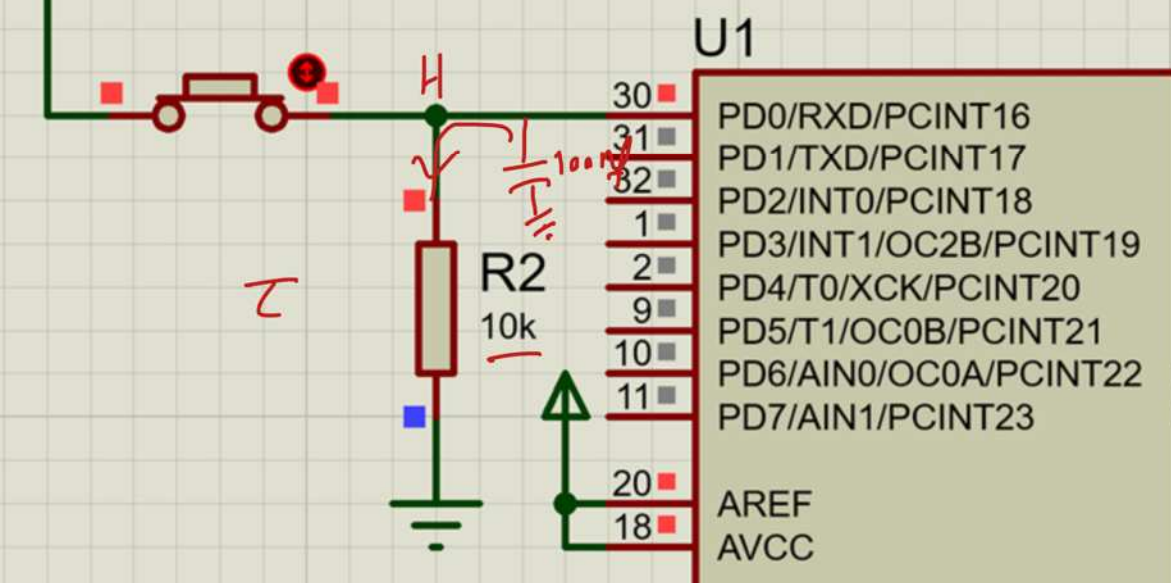 U1
H
30 PD0/RXD/PCINT16
31 PD1/TXD/PCINT17
100nf
32 PD2/INT0/PCINT18
1 PD3/INT1/OC2B/PCINT19
R2
2 PD4/T0/XCK/PCINT20
τ
10k
9 PD5/T1/OC0B/PCINT21
10 PD6/AIN0/OC0A/PCINT22
11 PD7/AIN1/PCINT23
20 AREF
18 AVCC